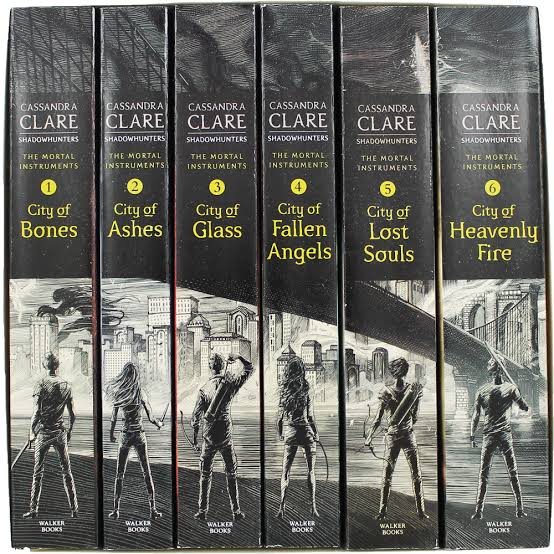 CASSANDRA
CLARE
SHADOWHUNTERS
THE MORTAL
INSTRUMENTS
1
City of
Bones
WALKER
BOOKS
CASSANDRA
CLARE
SHADOWHUNTERS
THE MORTAL
INSTRUMENTS
2
City of
Ashes
WALKER
BOOKS
CASSANDRA
CLARE
SHADOWHUNTERS
THE MORTAL
INSTRUMENTS
3
City of
Glass
WALKER
BOOKS
CASSANDRA
CLARE
SHADOWHUNTERS
THE MORTAL
INSTRUMENTS
4
City of
Fallen
Angels
WALKER
BOOKS
CASSANDRA
CLARE
SHADOWHUNTERS
THE MORTAL
INSTRUMENTS
5
City of
Lost
Souls
WALKER
BOOKS
CASSANDRA
CLARE
SHADOWHUNTERS
THE MORTAL
INSTRUMENTS
6
City of
Heavenly
Fire
WALKER
BOOKS